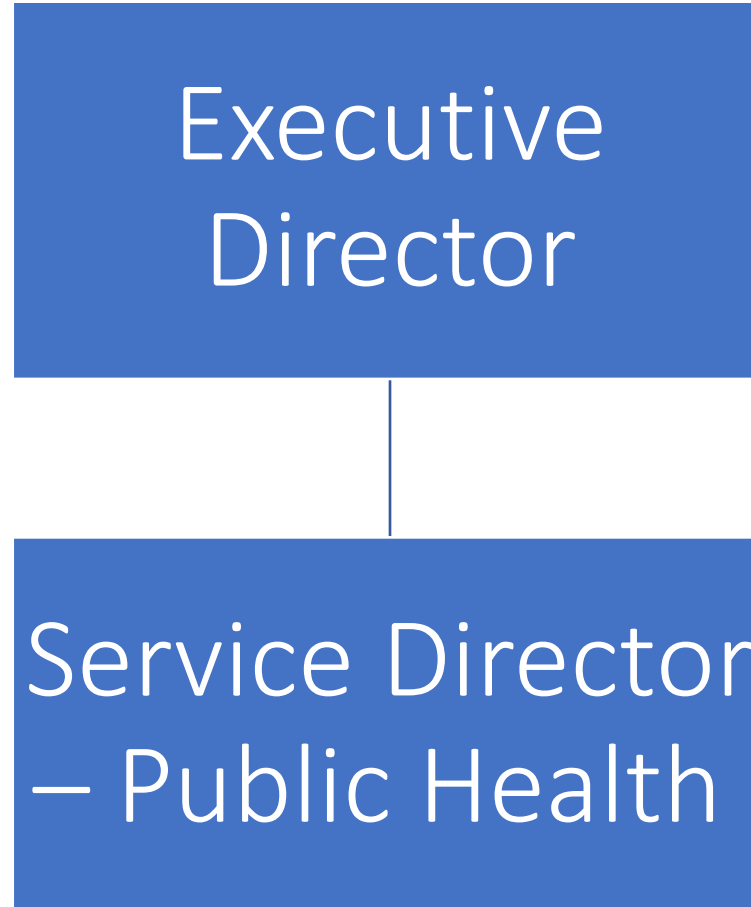 Executive
Director
Service Director
– Public Health